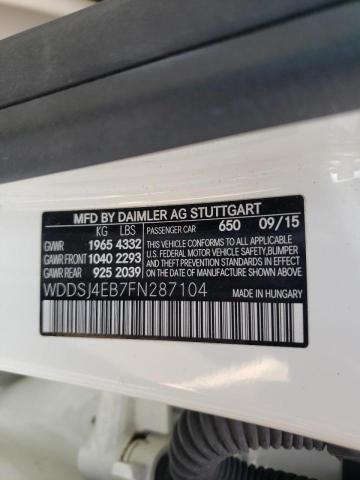 MFD BY DAIMLER AG STUTTGART
KG LBS PASSENGER CAR 650 09/15
GVWR 1965 4332
GAWR FRONT 1040 2293
GAWR REAR 925 2039
THIS VEHICLE CONFORMS TO ALL APPLICABLE
U.S. FEDERAL MOTOR VEHICLE SAFETY, BUMPER
AND THEFT PREVENTION STANDARDS IN EFFECT
ON THE DATE OF MANUFACTURE SHOWN ABOVE.
WDDSJ4EB7FN287104 MADE IN HUNGARY